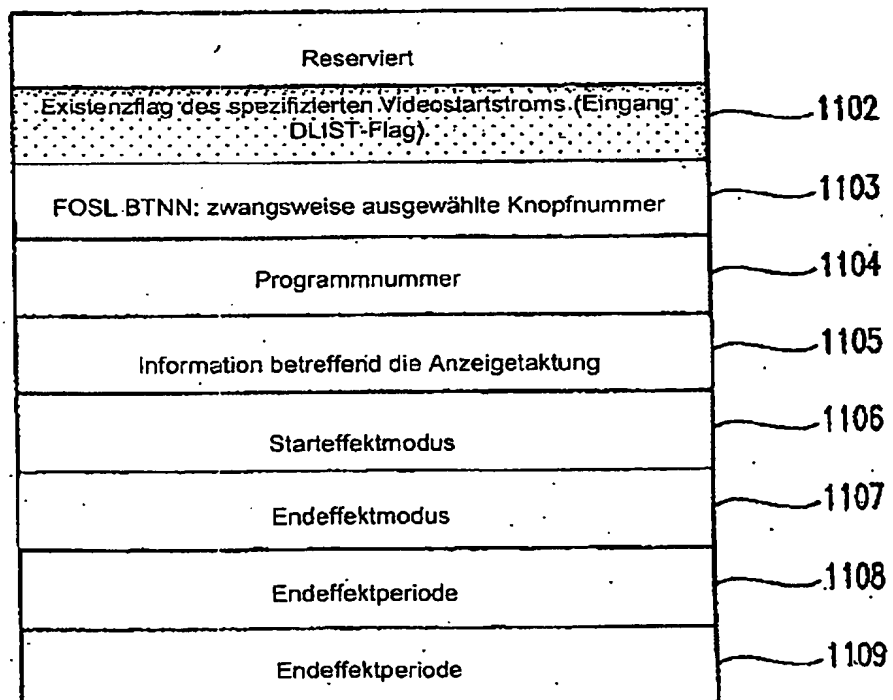 Reserviert
Existenzflag des spezifizierten Videostartstroms (Eingang
DLIST-Flag)
1102
FOSL BTNN: zwangsweise ausgewählte Knopfnummer
1103
Programmnummer
1104
Information betreffend die Anzeigetaktung
1105
Starteffektmodus
1106
Endeffektmodus
1107
Endeffektperiode
1108
Endeffektperiode
1109